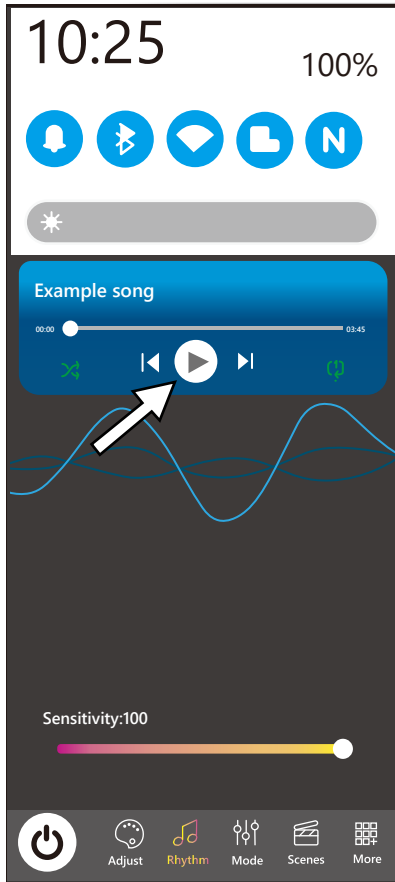 10:25
100%
N
Example song
00:00
03:45
Sensitivity:100
Adjust
Rhythm
Mode
Scenes
More